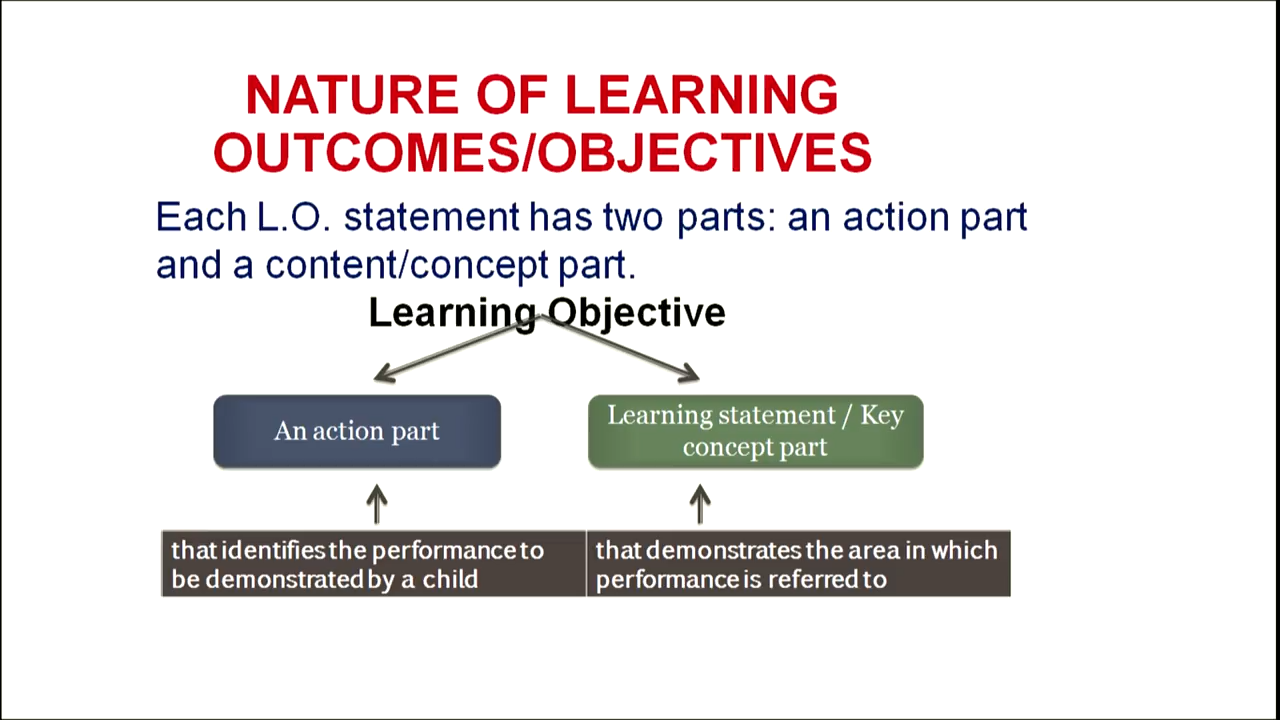 NATURE OF LEARNING
OUTCOMES/OBJECTIVES
Each L.O. statement has two parts: an action part
and a content/concept part.
Learning Objective
An action part
Learning statement / Key
concept part
that identifies the performance to
be demonstrated by a child
that demonstrates the area in which
performance is referred to